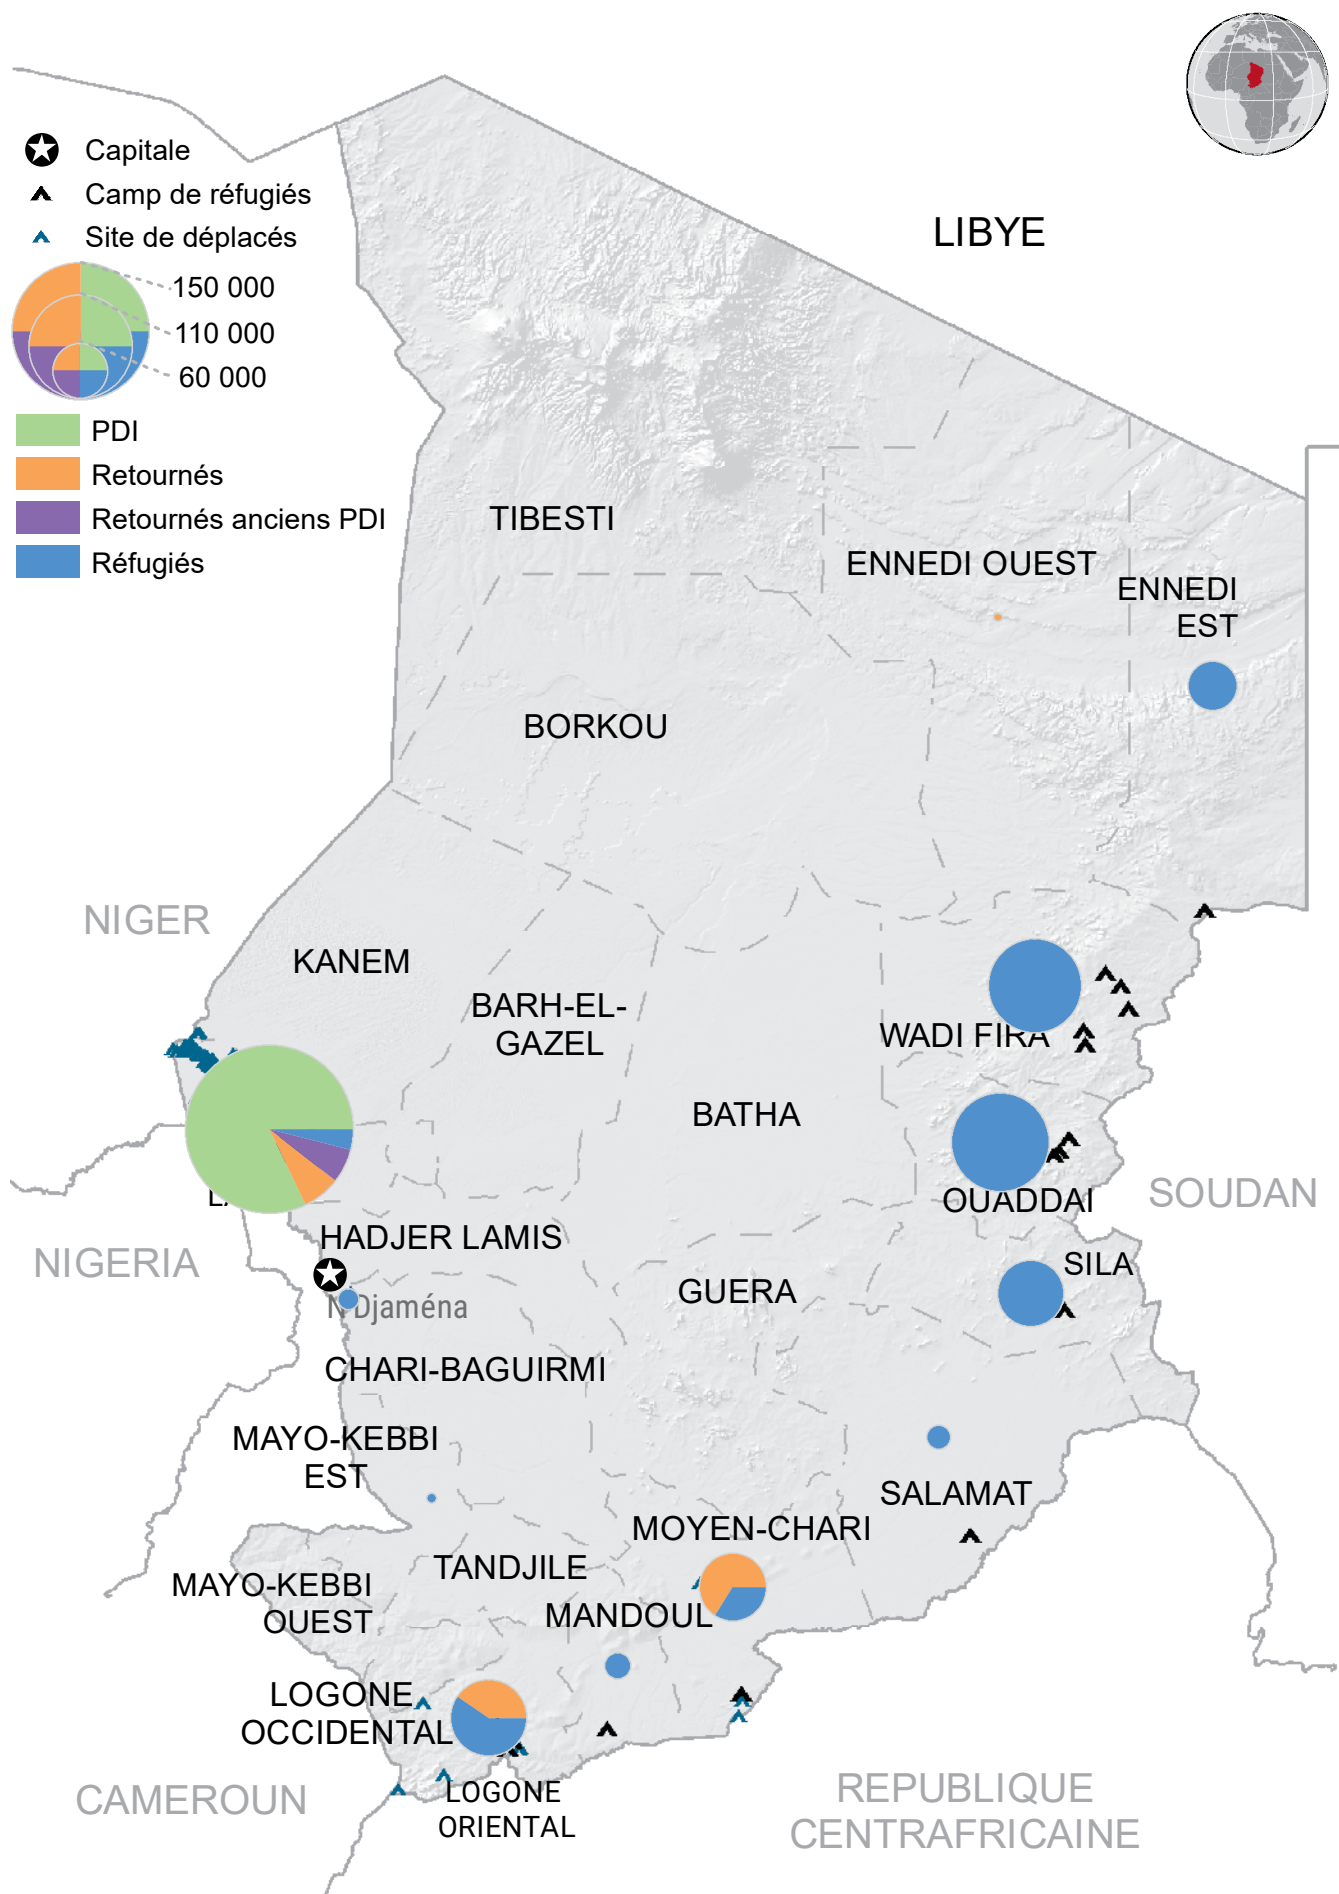 Capitale
Camp de réfugiés
Site de déplacés
150 000
110 000
60 000
PDI
Retournés
Retournés anciens PDI
Réfugiés
LIBYE
TIBESTI
ENNEDI OUEST
ENNEDI
EST
BORKOU
NIGER
KANEM
BARH-EL-
GAZEL
WADI FIRA
BATHA
OUADDAI
SOUDAN
HADJER LAMIS
NIGERIA
SILA
GUERA
N'Djaména
CHARI-BAGUIRMI
MAYO-KEBBI
EST
SALAMAT
MOYEN-CHARI
TANDJILE
MAYO-KEBBI
OUEST
MANDOUL
LOGONE
OCCIDENTAL
LOGONE
ORIENTAL
CAMEROUN
REPUBLIQUE
CENTRAFRICAINE